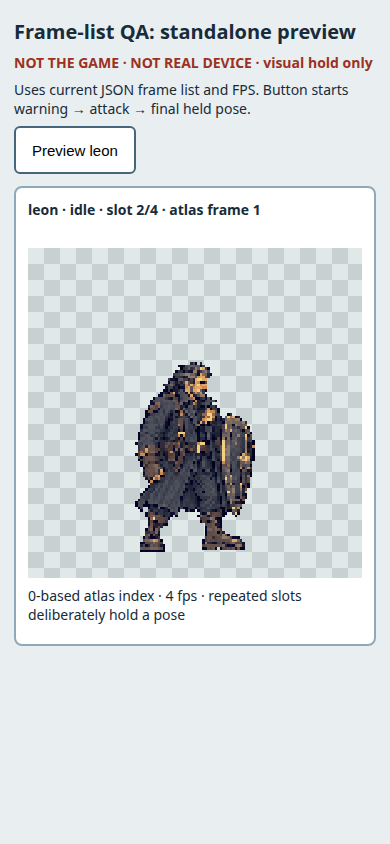 Frame-list QA: standalone preview
NOT THE GAME · NOT REAL DEVICE · visual hold only
Uses current JSON frame list and FPS. Button starts
warning → attack → final held pose.
Preview leon
leon · idle · slot 2/4 · atlas frame 1
0-based atlas index · 4 fps · repeated slots
deliberately hold a pose